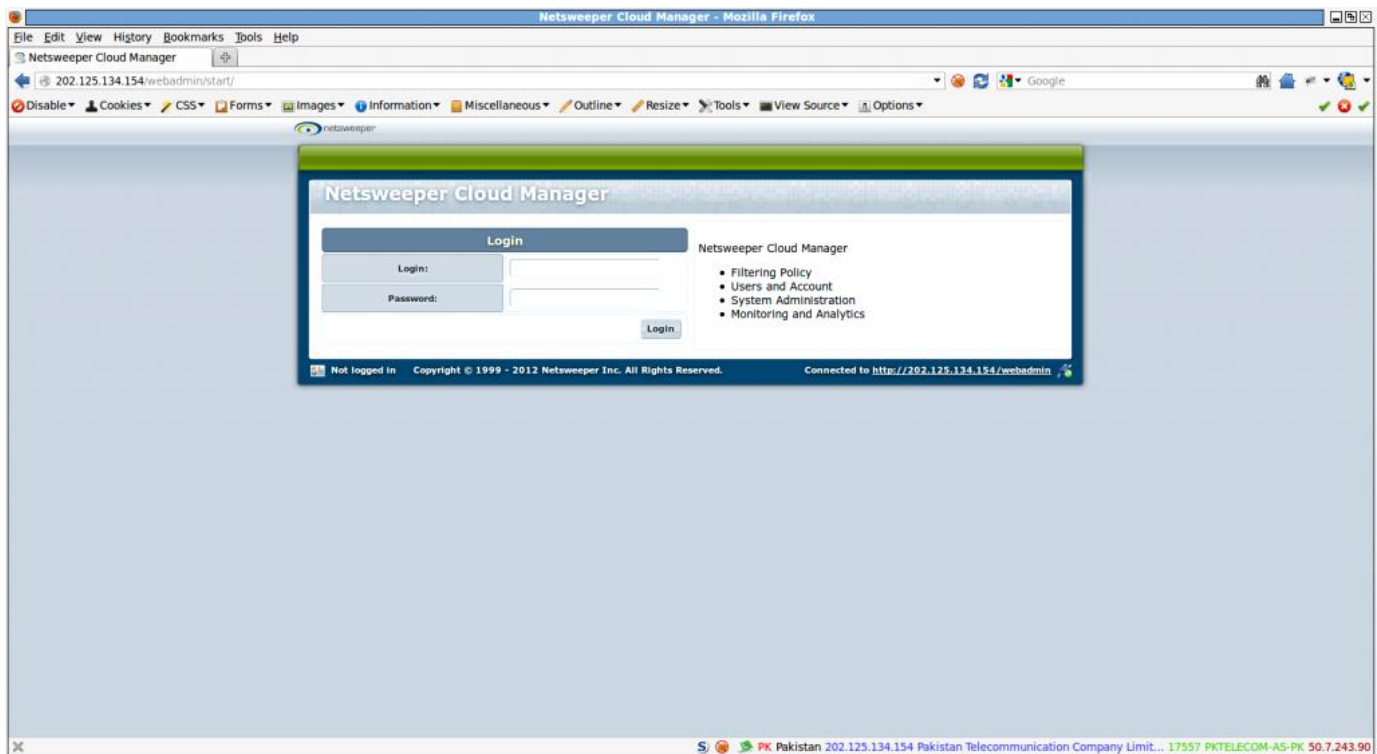 Netsweeper Cloud Manager - Mozilla Firefox
File Edit View History Bookmarks Tools Help
Netsweeper Cloud Manager
202.125.134.154/webadmin/start/
Google
Disable Cookies CSS Forms Images Information Miscellaneous Outline Resize Tools View Source Options
netsweeper
Netsweeper Cloud Manager
Login
Login:
Password:
Login
Netsweeper Cloud Manager
• Filtering Policy
• Users and Account
• System Administration
• Monitoring and Analytics
Not logged in Copyright © 1999 - 2012 Netsweeper Inc. All Rights Reserved. Connected to http://202.125.134.154/webadmin
S PK Pakistan 202.125.134.154 Pakistan Telecommunication Company Limit... 17557 PKTELECOM-AS-PK 50.7.243.90